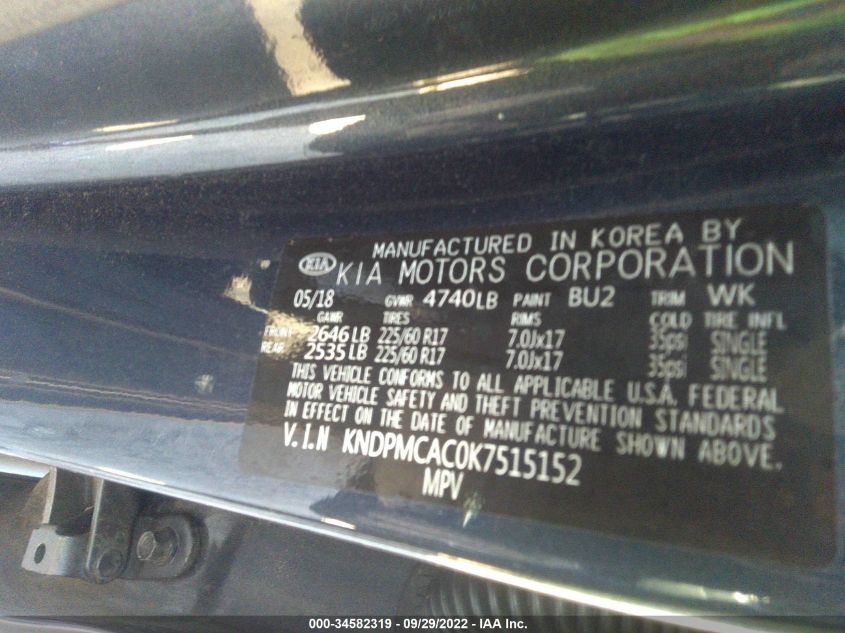 MANUFACTURED IN KOREA BY
KIA KIA MOTORS CORPORATION
05/18 GVWR 4740LB PAINT BU2 TRIM WK
GAWR TIRES RIMS COLD TIRE INFL
FRONT 2646LB 225/60 R17 7.0Jx17 35psi SINGLE
REAR 2535LB 225/60 R17 7.0Jx17 35psi SINGLE
THIS VEHICLE CONFORMS TO ALL APPLICABLE U.S.A. FEDERAL
MOTOR VEHICLE SAFETY AND THEFT PREVENTION STANDARDS
IN EFFECT ON THE DATE OF MANUFACTURE SHOWN ABOVE.
V.I.N KNDPMCAC0K7515152
MPV
000-34582319 - 09/29/2022 - IAA Inc.